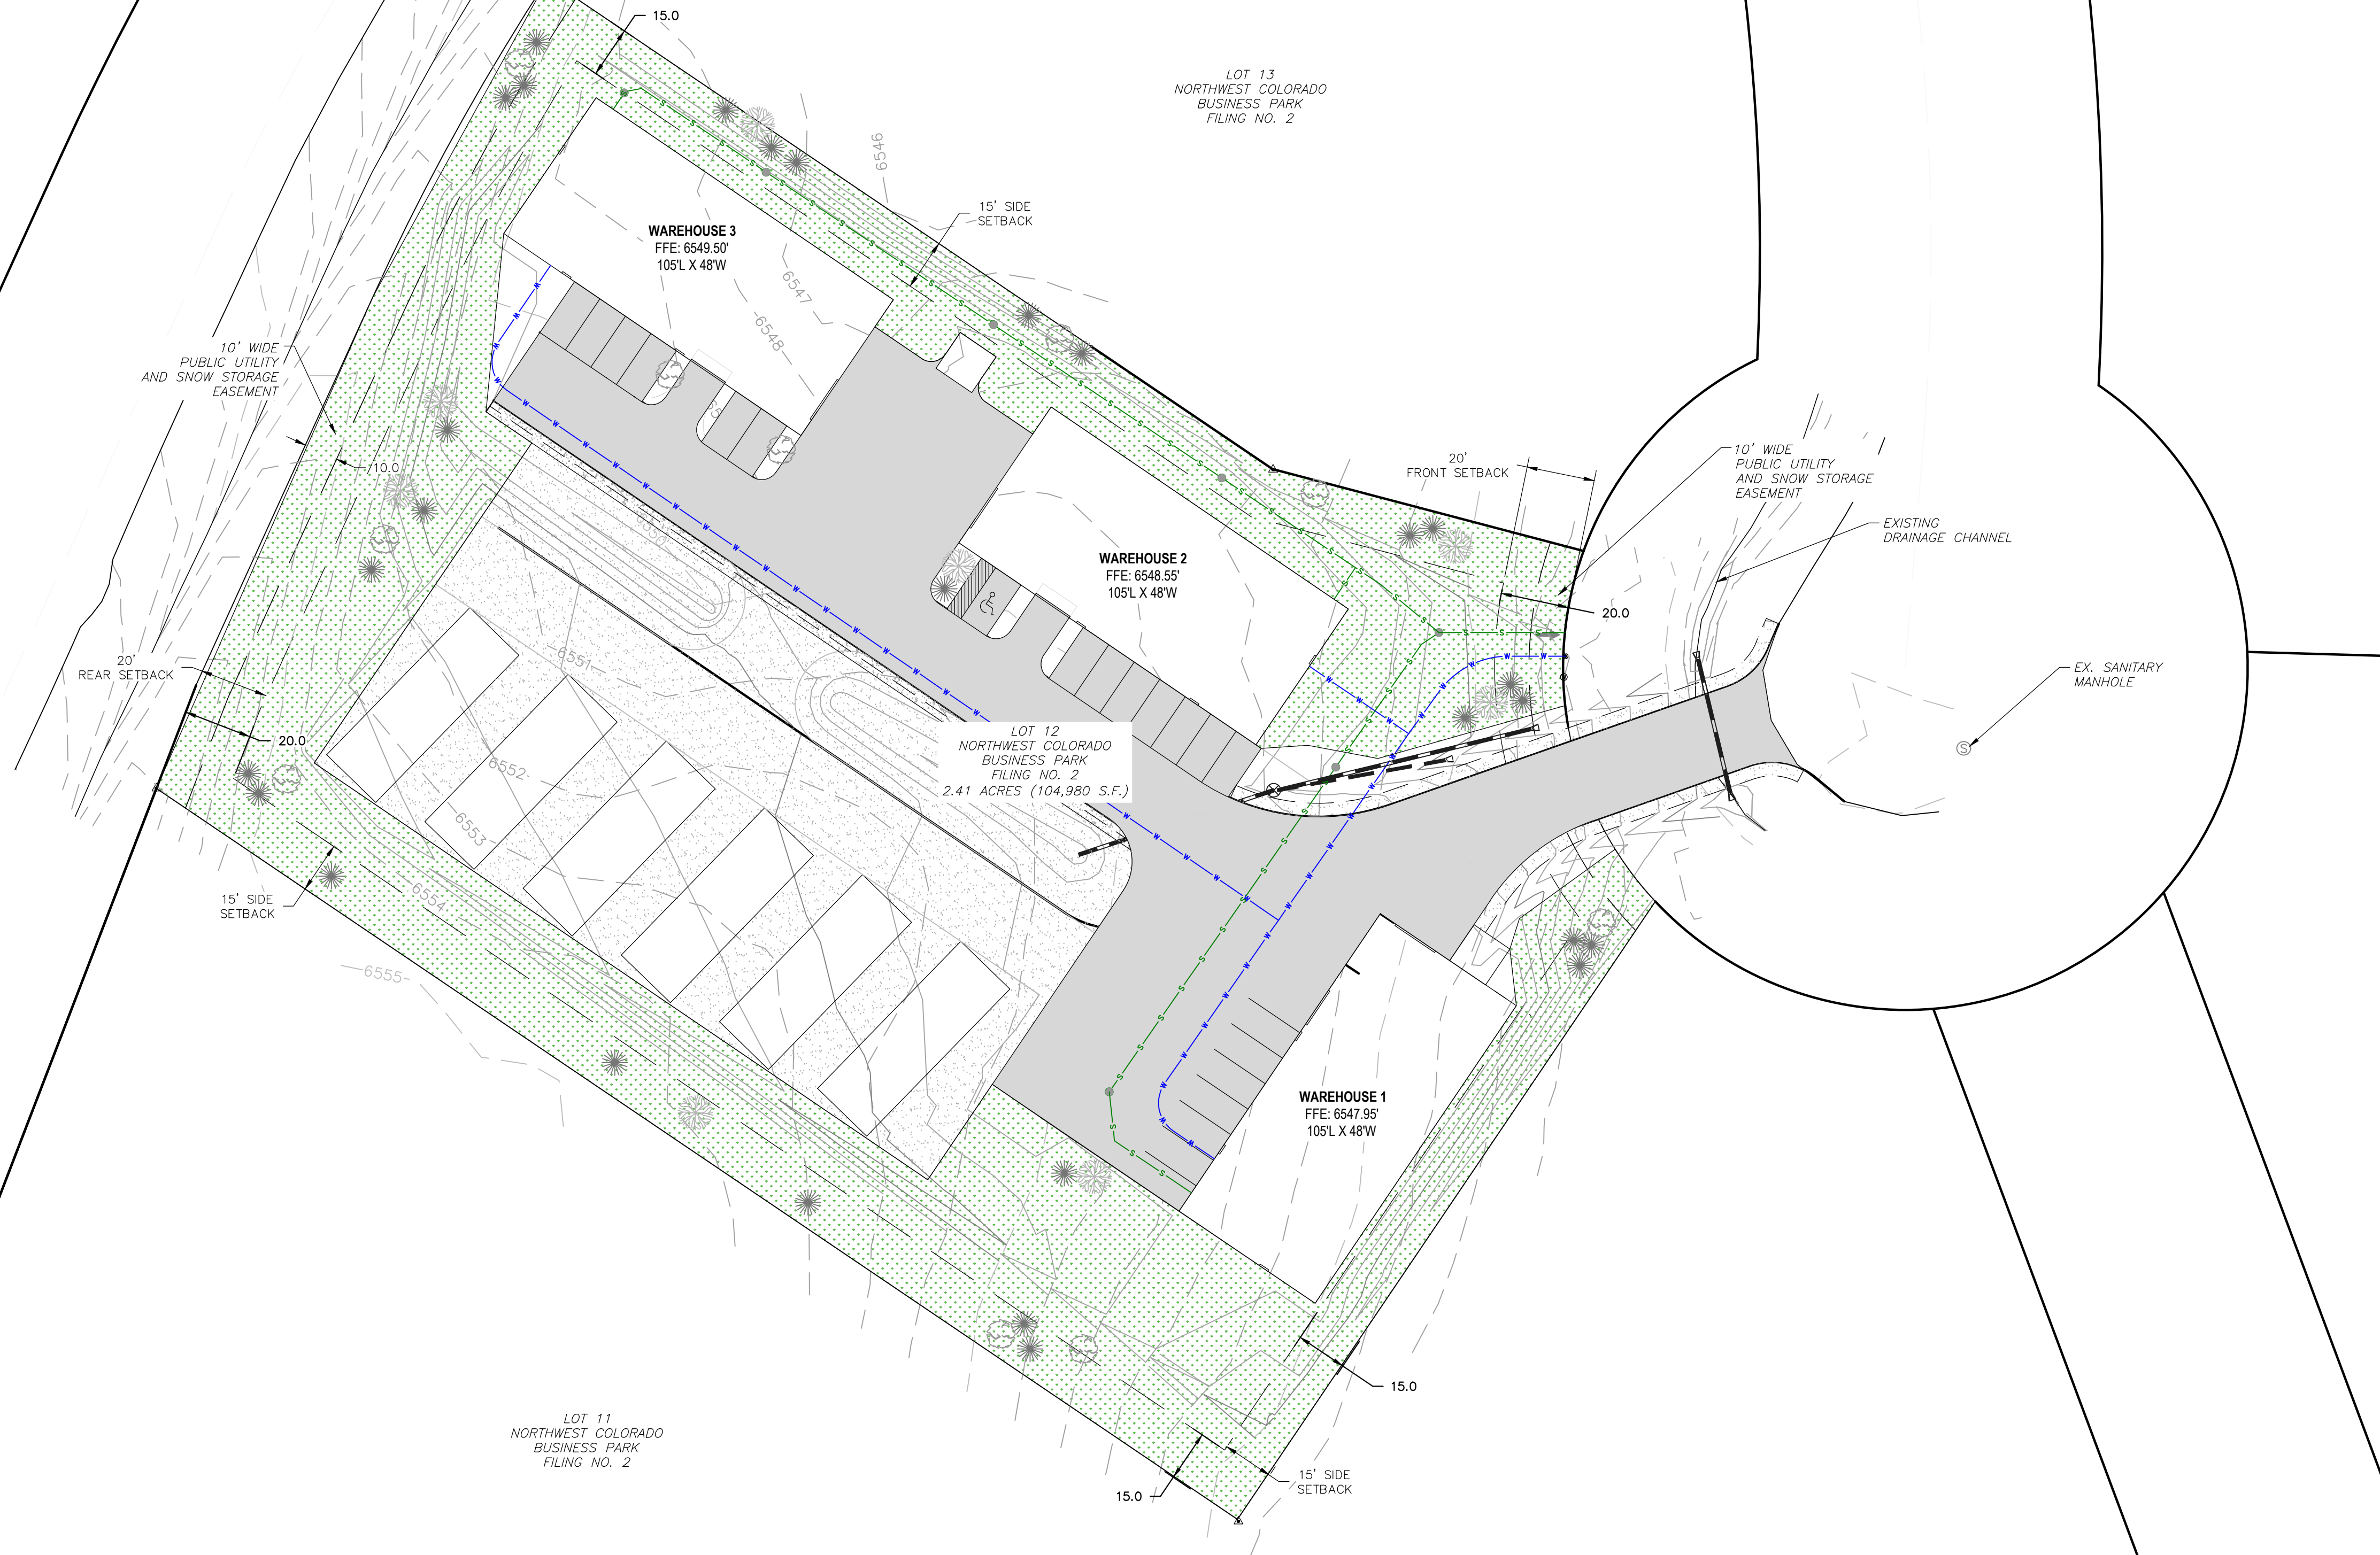 15.0
LOT 13
NORTHWEST COLORADO
BUSINESS PARK
FILING NO. 2
6546
15' SIDE
SETBACK
WAREHOUSE 3
FFE: 6549.50'
105'L X 48'W
6547
6548
10' WIDE
PUBLIC UTILITY
AND SNOW STORAGE
EASEMENT
10.0
20'
FRONT SETBACK
10' WIDE
PUBLIC UTILITY
AND SNOW STORAGE
EASEMENT
EXISTING
DRAINAGE CHANNEL
6550
WAREHOUSE 2
FFE: 6548.55'
105'L X 48'W
20.0
20'
REAR SETBACK
6551
EX. SANITARY
MANHOLE
S
20.0
LOT 12
NORTHWEST COLORADO
BUSINESS PARK
FILING NO. 2
2.41 ACRES (104,980 S.F.)
6552
6553
6554
15' SIDE
SETBACK
6555
WAREHOUSE 1
FFE: 6547.95'
105'L X 48'W
15.0
LOT 11
NORTHWEST COLORADO
BUSINESS PARK
FILING NO. 2
15' SIDE
SETBACK
15.0